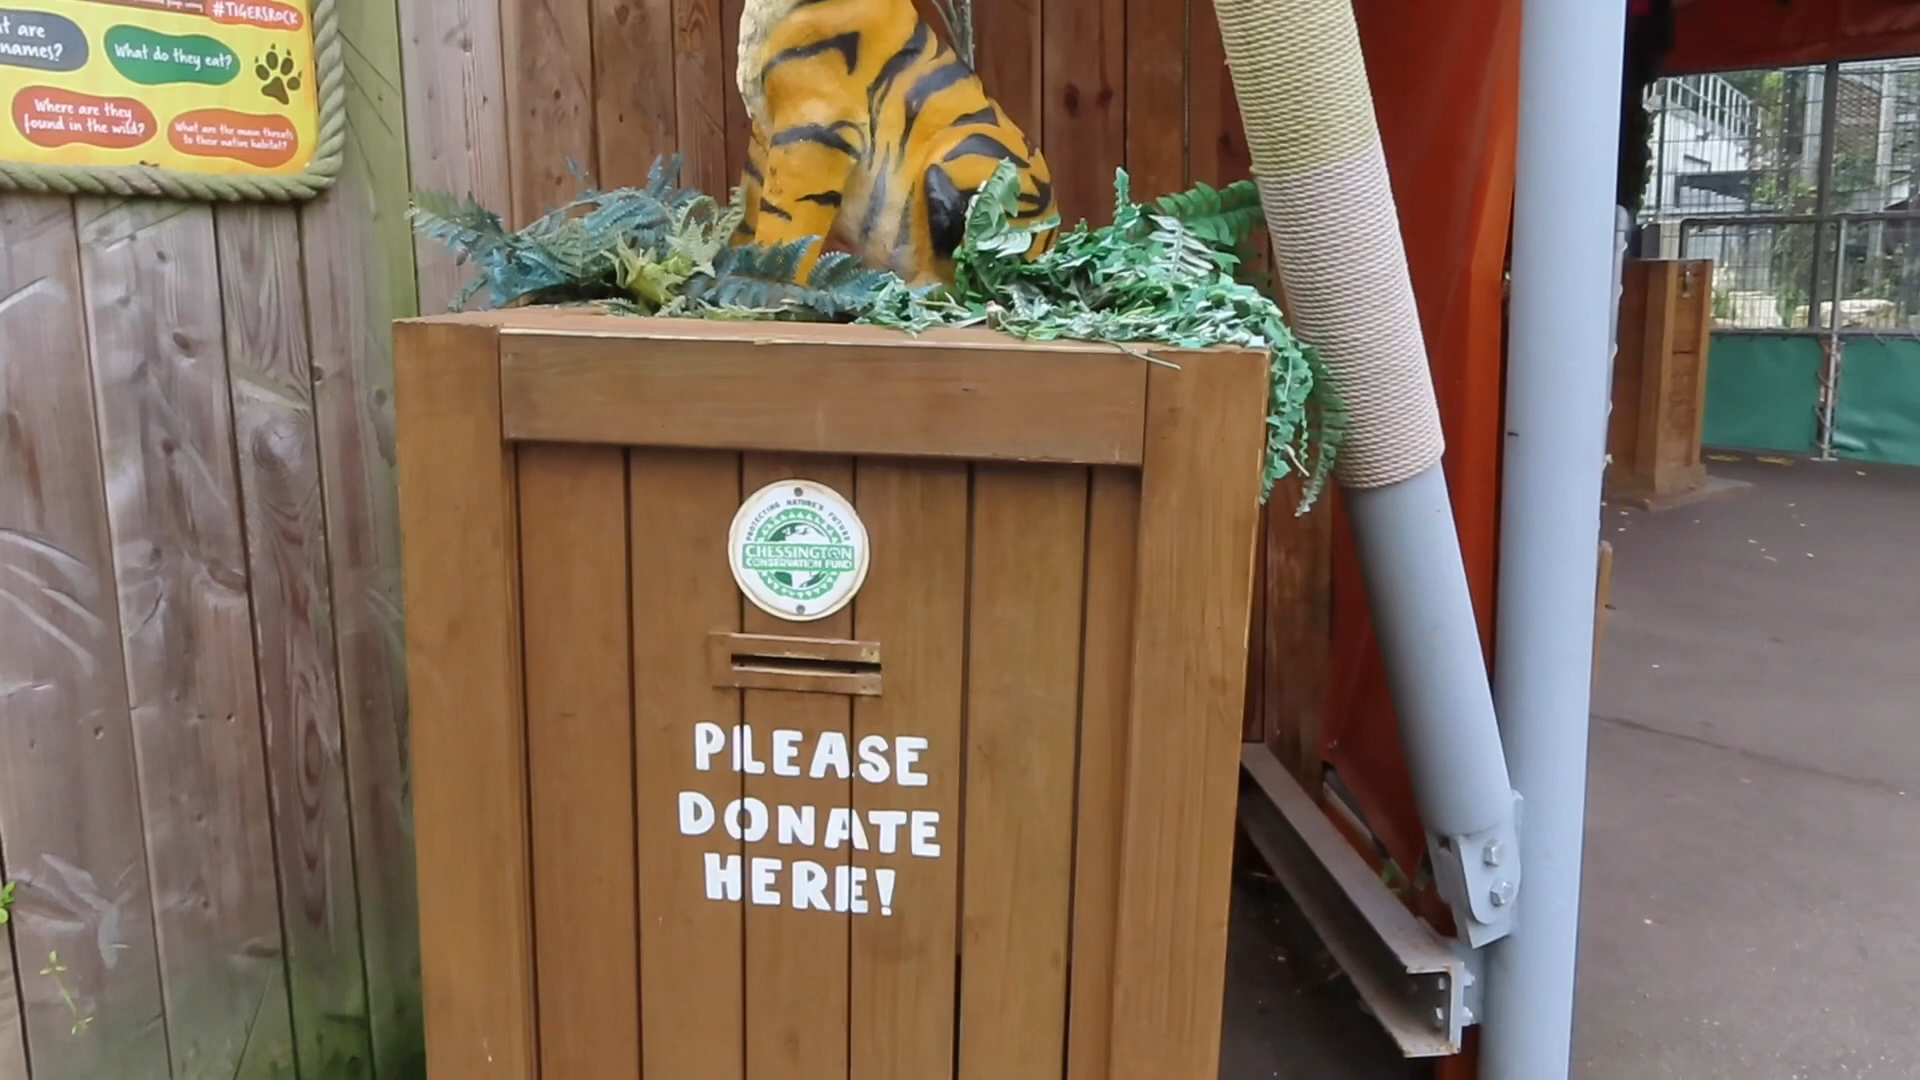 #TIGERSROCK
t are
names?
What do they eat?
Where are they
found in the wild?
What are the main threats
to their native habitat?
PROTECTING NATURE'S FUTURE
CHESSINGTON
CONSERVATION FUND
PLEASE
DONATE
HERE!